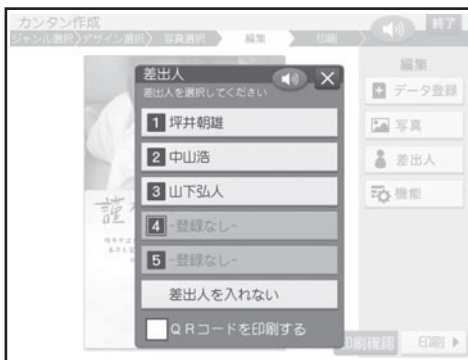 カンタン作成
終了
ジャンル選択 デザイン選択 写真選択 編集 印刷
差出人
差出人を選択してください
1 坪井朝雄
2 中山浩
3 山下弘人
4 -登録なし-
5 -登録なし-
差出人を入れない
QRコードを印刷する
編集
データ登録
写真
差出人
機能
謹
印刷確認
印刷